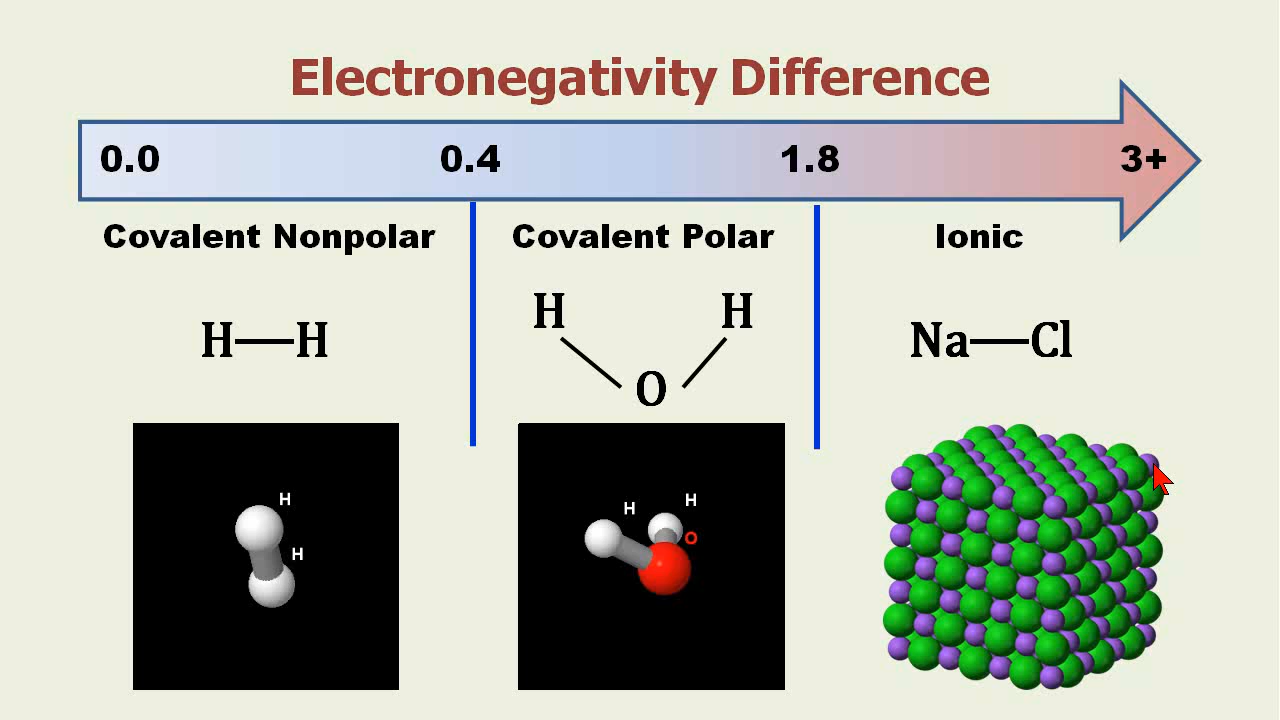 Electronegativity Difference
0.0 0.4 1.8 3+
Covalent Nonpolar Covalent Polar Ionic
H H
H—H Na—Cl
O
H H
H O
H